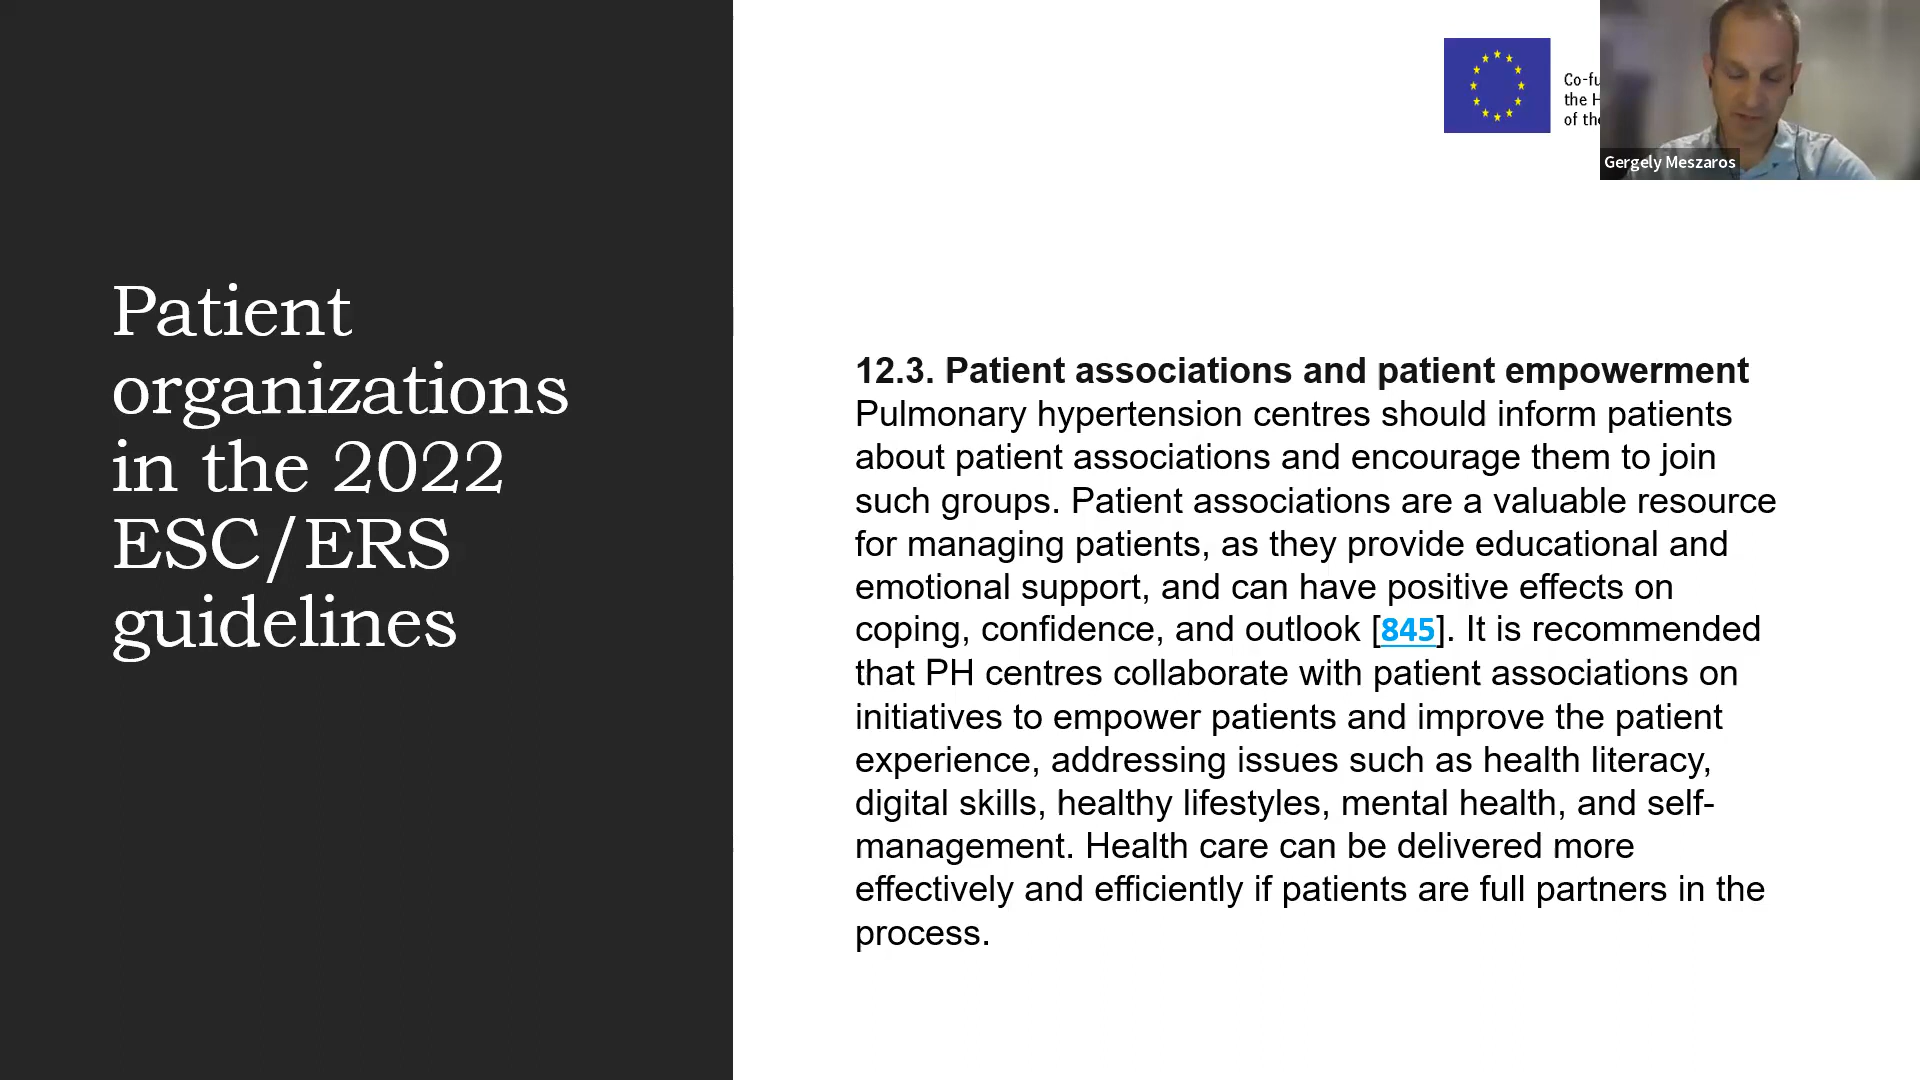 Patient
organizations
in the 2022
ESC/ERS
guidelines
Co-fu
the H
of the
Gergely Meszaros
12.3. Patient associations and patient empowerment
Pulmonary hypertension centres should inform patients
about patient associations and encourage them to join
such groups. Patient associations are a valuable resource
for managing patients, as they provide educational and
emotional support, and can have positive effects on
coping, confidence, and outlook [845]. It is recommended
that PH centres collaborate with patient associations on
initiatives to empower patients and improve the patient
experience, addressing issues such as health literacy,
digital skills, healthy lifestyles, mental health, and self-
management. Health care can be delivered more
effectively and efficiently if patients are full partners in the
process.